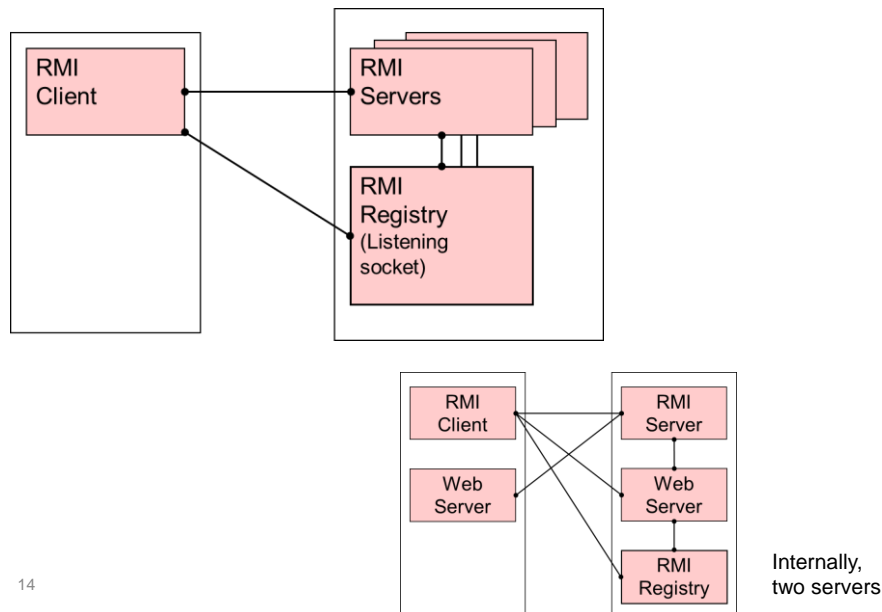 RMI
Client
RMI
Servers
RMI
Registry
(Listening
socket)
RMI
Client
RMI
Server
Web
Server
Web
Server
RMI
Registry
Internally,
two servers
14